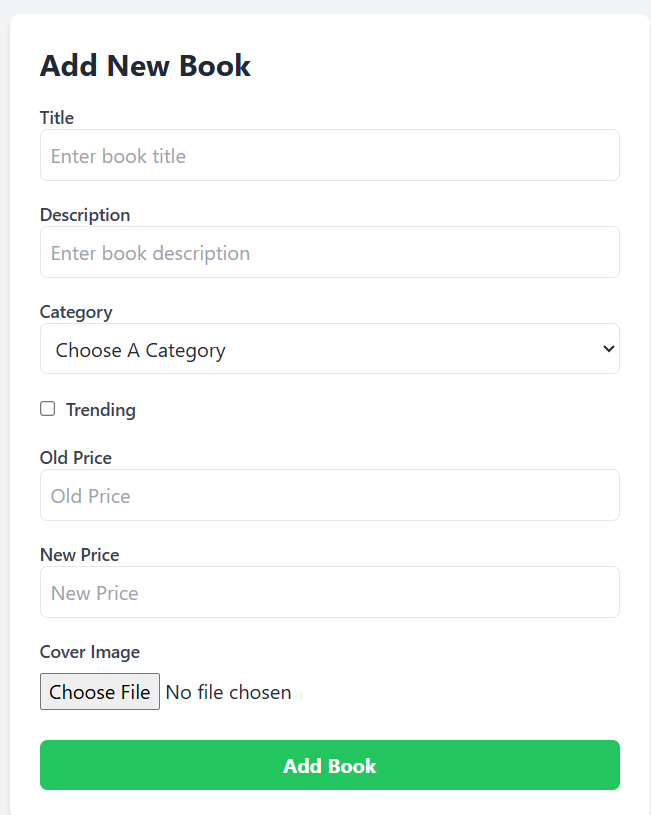 Add New Book
Title
Enter book title
Description
Enter book description
Category
Choose A Category
Trending
Old Price
Old Price
New Price
New Price
Cover Image
Choose File No file chosen
Add Book